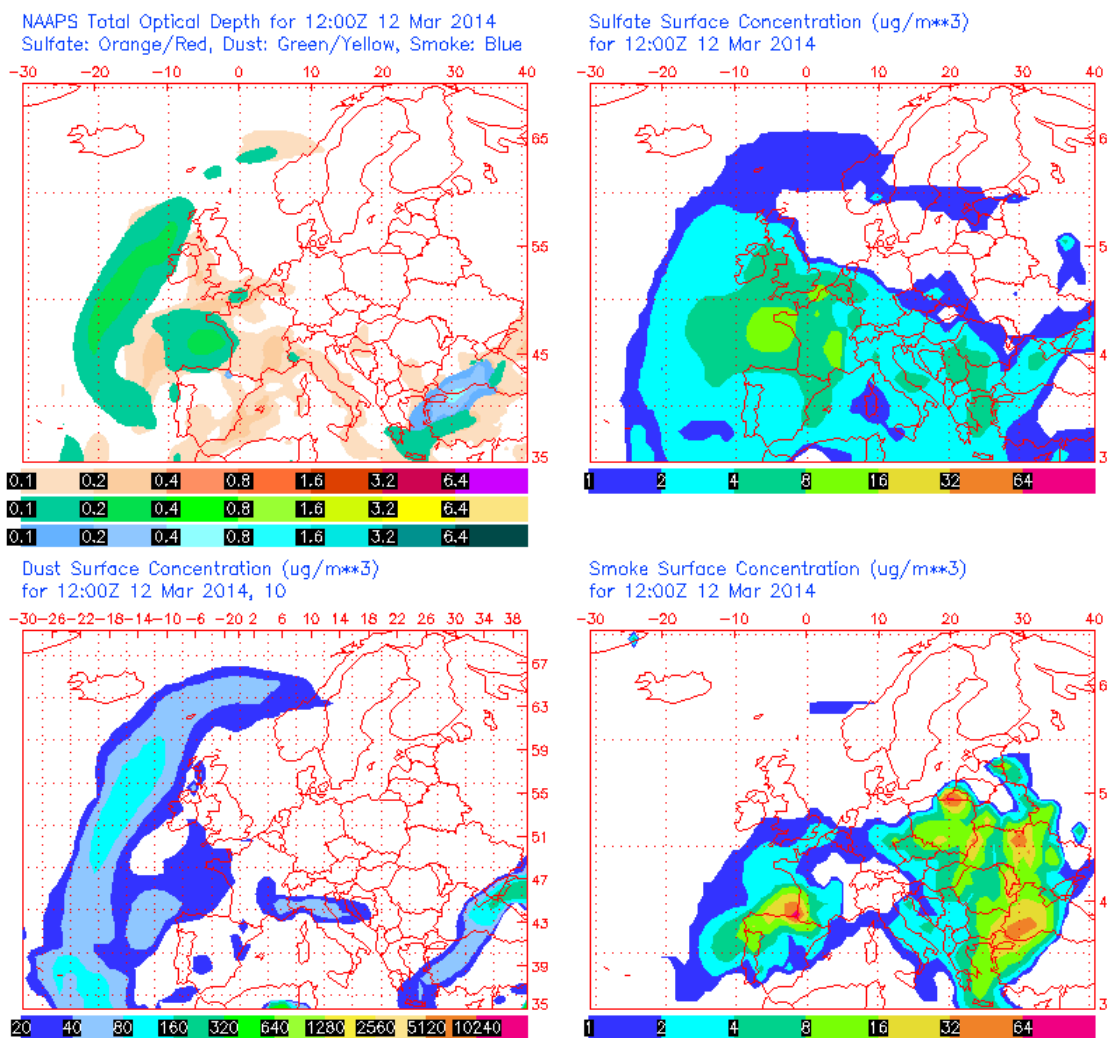 NAAPS Total Optical Depth for 12:00Z 12 Mar 2014
Sulfate: Orange/Red, Dust: Green/Yellow, Smoke: Blue
-30 -20 -10 0 10 20 30 40
65
55
45
35
0.1 0.2 0.4 0.8 1.6 3.2 6.4
0.1 0.2 0.4 0.8 1.6 3.2 6.4
0.1 0.2 0.4 0.8 1.6 3.2 6.4
Sulfate Surface Concentration (ug/m**3)
for 12:00Z 12 Mar 2014
-30 -20 -10 0 10 20 30 40
6
5
4
3
1 2 4 8 16 32 64
Dust Surface Concentration (ug/m**3)
for 12:00Z 12 Mar 2014, 10
-30-26-22-18-14-10 -6 -2 2 6 10 14 18 22 26 30 34 38
67
63
59
55
51
47
43
39
35
20 40 80 160 320 640 1280 2560 5120 10240
Smoke Surface Concentration (ug/m**3)
for 12:00Z 12 Mar 2014
-30 -20 -10 0 10 20 30 40
6
5
4
3
1 2 4 8 16 32 64